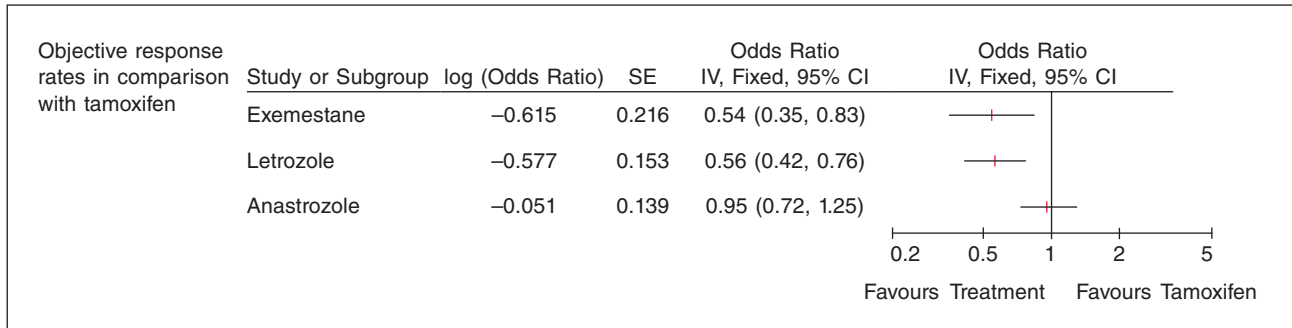 Objective response
rates in comparison
with tamoxifen
Study or Subgroup log (Odds Ratio) SE Odds Ratio IV, Fixed, 95% CI Odds Ratio IV, Fixed, 95% CI
Exemestane –0.615 0.216 0.54 (0.35, 0.83)
Letrozole –0.577 0.153 0.56 (0.42, 0.76)
Anastrozole –0.051 0.139 0.95 (0.72, 1.25)
0.2 0.5 1 2 5
Favours Treatment Favours Tamoxifen